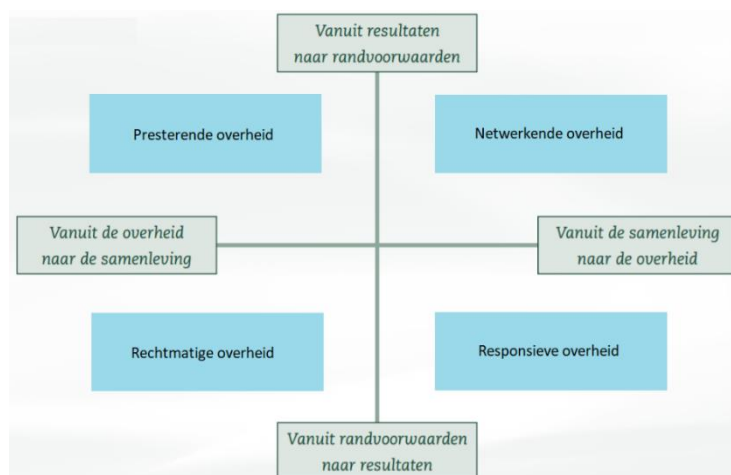 Vanuit resultaten
naar randvoorwaarden
Presterende overheid
Netwerkende overheid
Vanuit de overheid
naar de samenleving
Vanuit de samenleving
naar de overheid
Rechtmatige overheid
Responsieve overheid
Vanuit randvoorwaarden
naar resultaten